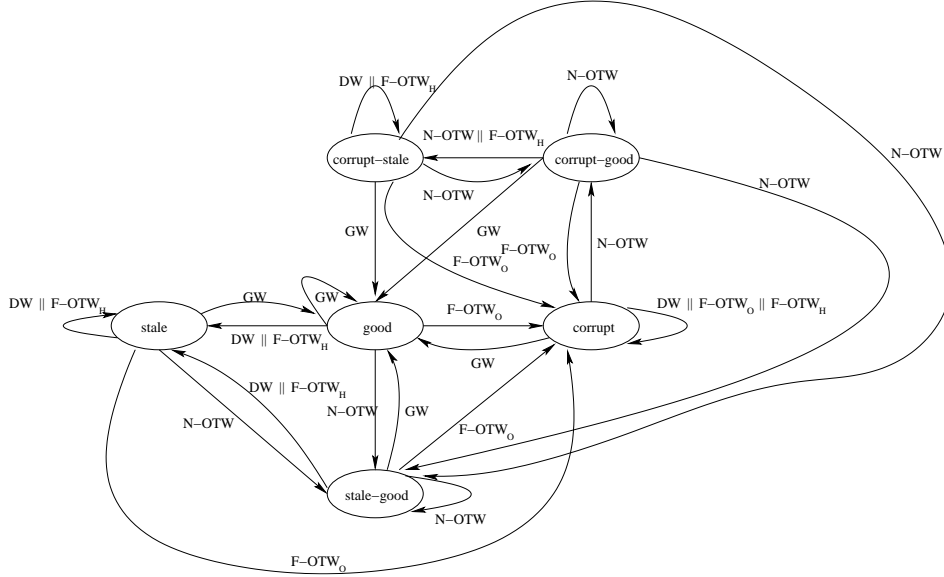 DW || F−OTW_H
N−OTW
N−OTW || F−OTW_H
corrupt−stale
corrupt−good
N−OTW
N−OTW
N−OTW
GW
GW
F−OTW_O
F−OTW_O
N−OTW
DW || F−OTW_H
GW
GW
F−OTW_O
DW || F−OTW_O || F−OTW_H
stale
good
corrupt
DW || F−OTW_H
GW
DW || F−OTW_H
N−OTW
GW
N−OTW
F−OTW_O
stale−good
N−OTW
F−OTW_O